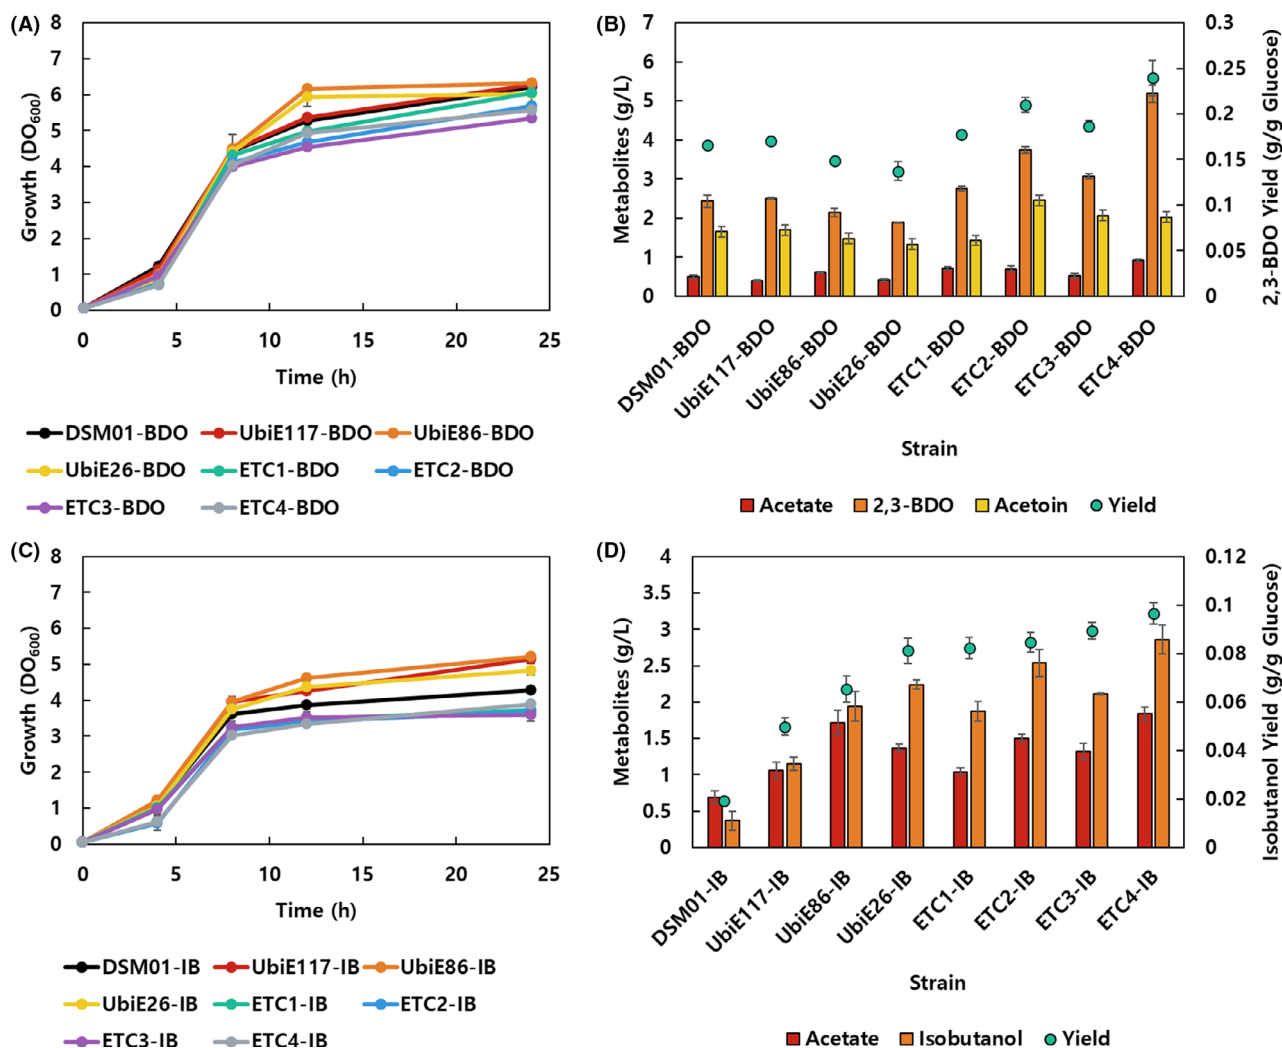 (A)
Growth (DO600)
8
7
6
5
4
3
2
1
0
0 5 10 15 20 25
Time (h)
DSM01-BDO UbiE117-BDO UbiE86-BDO
UbiE26-BDO ETC1-BDO ETC2-BDO
ETC3-BDO ETC4-BDO
(B)
Metabolites (g/L)
7
6
5
4
3
2
1
0
2,3-BDO Yield (g/g Glucose)
0.3
0.25
0.2
0.15
0.1
0.05
0
DSM01-BDO UbiE117-BDO UbiE86-BDO UbiE26-BDO ETC1-BDO ETC2-BDO ETC3-BDO ETC4-BDO
Strain
Acetate 2,3-BDO Acetoin Yield
(C)
Growth (DO600)
8
7
6
5
4
3
2
1
0
0 5 10 15 20 25
Time (h)
DSM01-IB UbiE117-IB UbiE86-IB
UbiE26-IB ETC1-IB ETC2-IB
ETC3-IB ETC4-IB
(D)
Metabolites (g/L)
4
3.5
3
2.5
2
1.5
1
0.5
0
Isobutanol Yield (g/g Glucose)
0.12
0.1
0.08
0.06
0.04
0.02
0
DSM01-IB UbiE117-IB UbiE86-IB UbiE26-IB ETC1-IB ETC2-IB ETC3-IB ETC4-IB
Strain
Acetate Isobutanol Yield